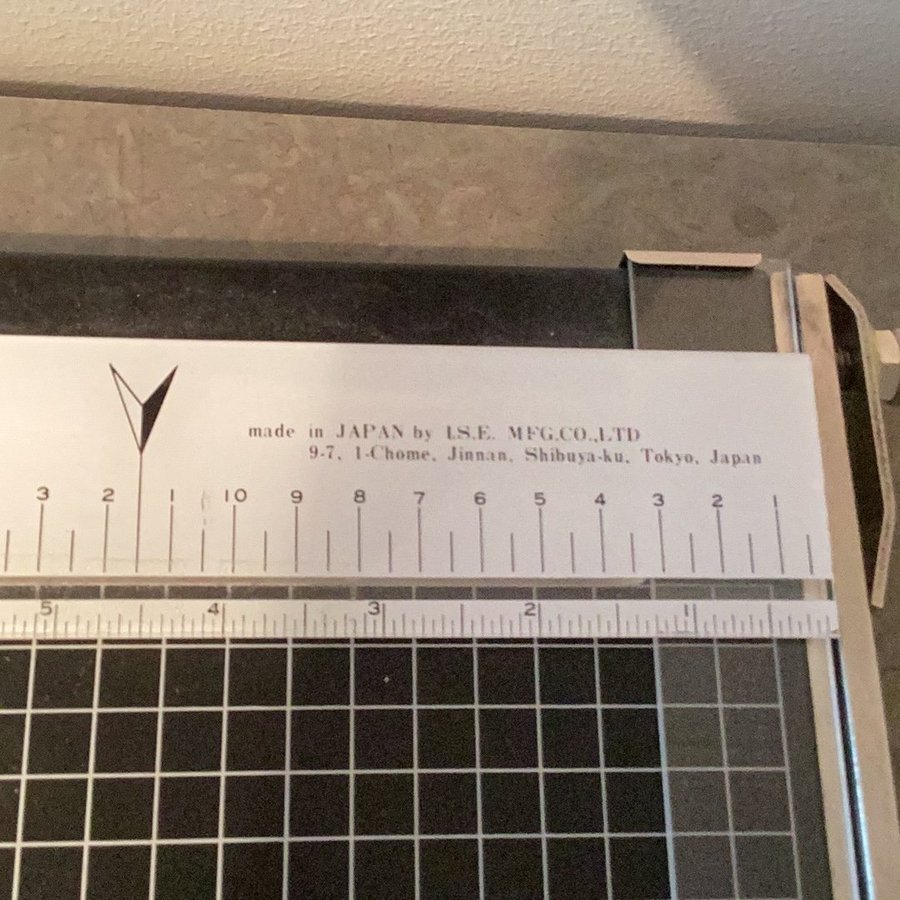 made in JAPAN by I.S.E. MFG.CO.,LTD
9-7, 1-Chome, Jinnan, Shibuya-ku, Tokyo, Japan
3 2 1 10 9 8 7 6 5 4 3 2 1
5 4 3 2 1